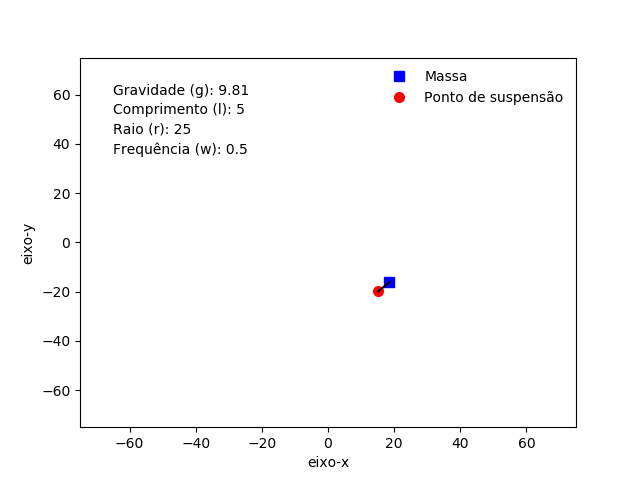 Gravidade (g): 9.81
Comprimento (l): 5
Raio (r): 25
Frequência (w): 0.5
Massa
Ponto de suspensão
eixo-y
60
40
20
0
−20
−40
−60
−60 −40 −20 0 20 40 60
eixo-x